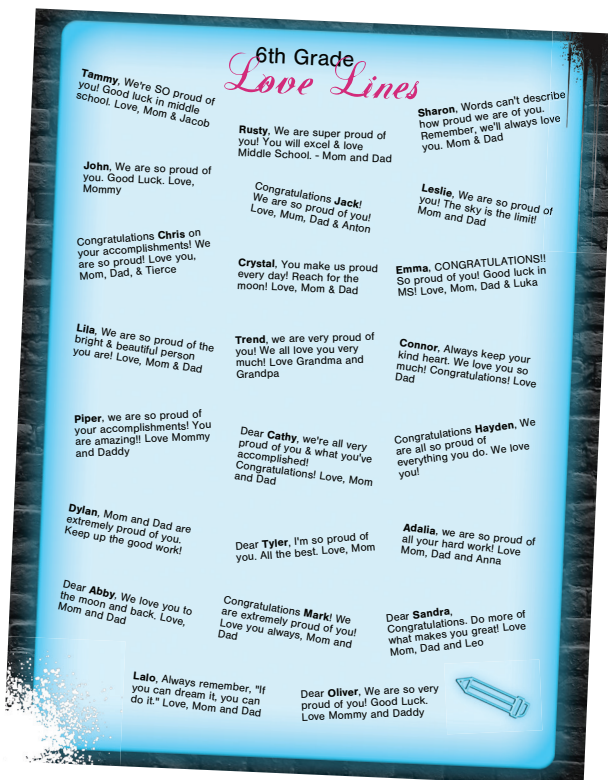 6th Grade
Love Lines
Tammy, We're SO proud of
you! Good luck in middle
school. Love, Mom & Jacob
Rusty, We are super proud of
you! You will excel & love
Middle School. - Mom and Dad
Sharon, Words can't describe
how proud we are of you.
Remember, we'll always love
you. Mom & Dad
John, We are so proud of
you. Good Luck. Love,
Mommy
Congratulations Jack!
We are so proud of you!
Love, Mum, Dad & Anton
Leslie, We are so proud of
you! The sky is the limit!
Mom and Dad
Congratulations Chris on
your accomplishments! We
are so proud! Love you,
Mom, Dad, & Tierce
Crystal, You make us proud
every day! Reach for the
moon! Love, Mom & Dad
Emma, CONGRATULATIONS!!
So proud of you! Good luck in
MS! Love, Mom, Dad & Luka
Lila, We are so proud of the
bright & beautiful person
you are! Love, Mom & Dad
Trend, we are very proud of
you! We all love you very
much! Love Grandma and
Grandpa
Connor, Always keep your
kind heart. We love you so
much! Congratulations! Love
Dad
Piper, we are so proud of
your accomplishments! You
are amazing!! Love Mommy
and Daddy
Dear Cathy, we're all very
proud of you & what you've
accomplished!
Congratulations! Love, Mom
and Dad
Congratulations Hayden, We
are all so proud of
everything you do. We love
you!
Dylan, Mom and Dad are
extremely proud of you.
Keep up the good work!
Dear Tyler, I'm so proud of
you. All the best. Love, Mom
Adalia, we are so proud of
all your hard work! Love
Mom, Dad and Anna
Dear Abby, We love you to
the moon and back. Love,
Mom and Dad
Congratulations Mark! We
are extremely proud of you!
Love you always, Mom and
Dad
Dear Sandra,
Congratulations. Do more of
what makes you great! Love
Mom, Dad and Leo
Lalo, Always remember, "If
you can dream it, you can
do it." Love, Mom and Dad
Dear Oliver, We are so very
proud of you! Good Luck.
Love Mommy and Daddy